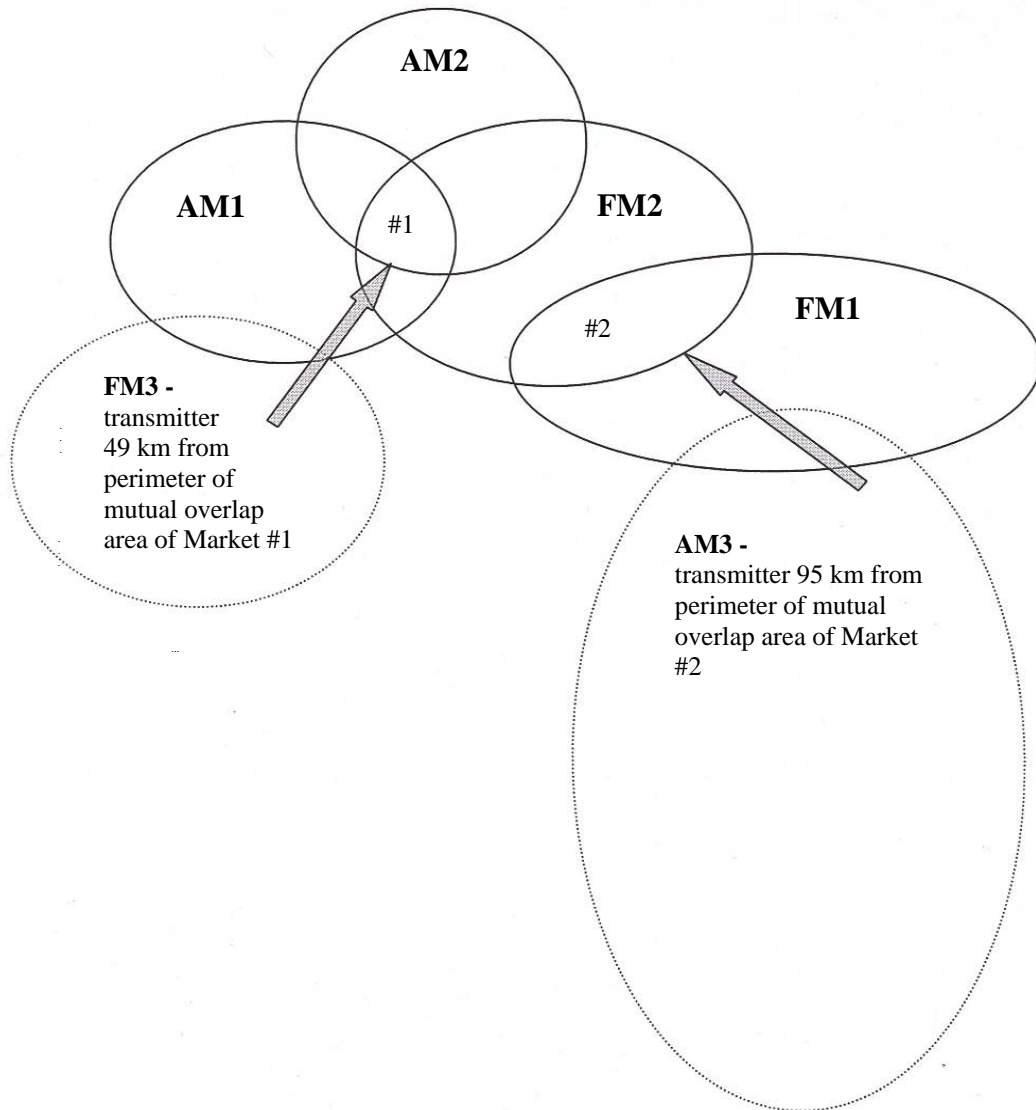 AM2
AM1
FM2
#1
FM1
#2
FM3 -
transmitter
49 km from
perimeter of
mutual overlap
area of Market #1
AM3 -
transmitter 95 km from
perimeter of mutual
overlap area of Market
#2